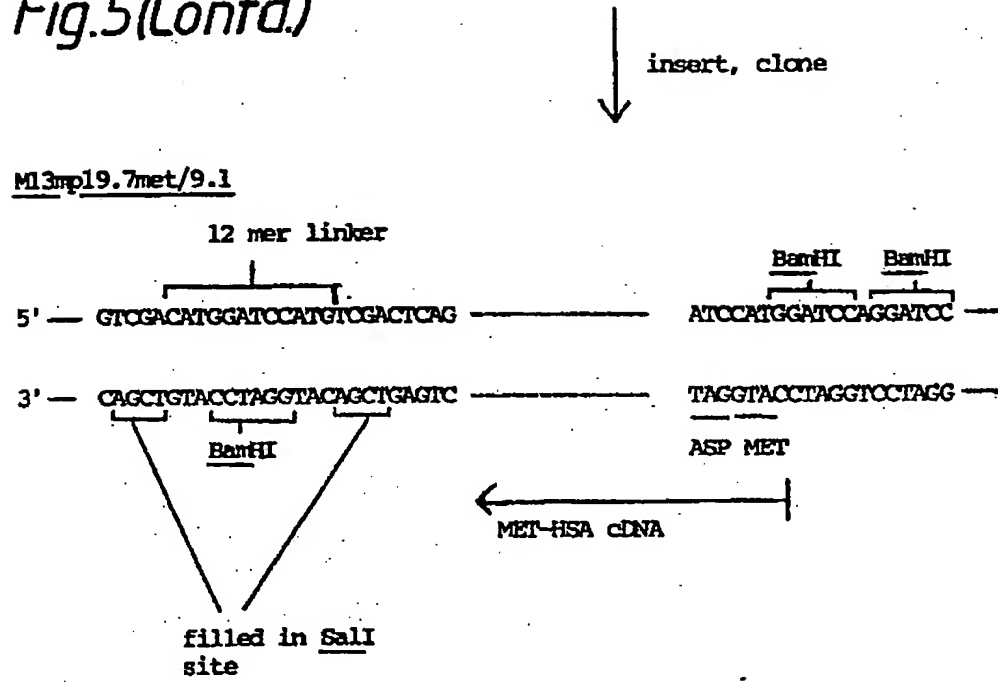 Fig.5(Contd.)
insert, clone
M13mp19.7met/9.1
12 mer linker
BamHI BamHI
5'— GTCGACATGGATCCATGTCGACTCAG ATCCATGGATCCAGGATCC
3'— CAGCTGTACCTAGGTACAGCTGAGTC TAGGTACCTAGGTCCTAGG
BamHI ASP MET
MET-HSA cDNA
filled in SalI
site